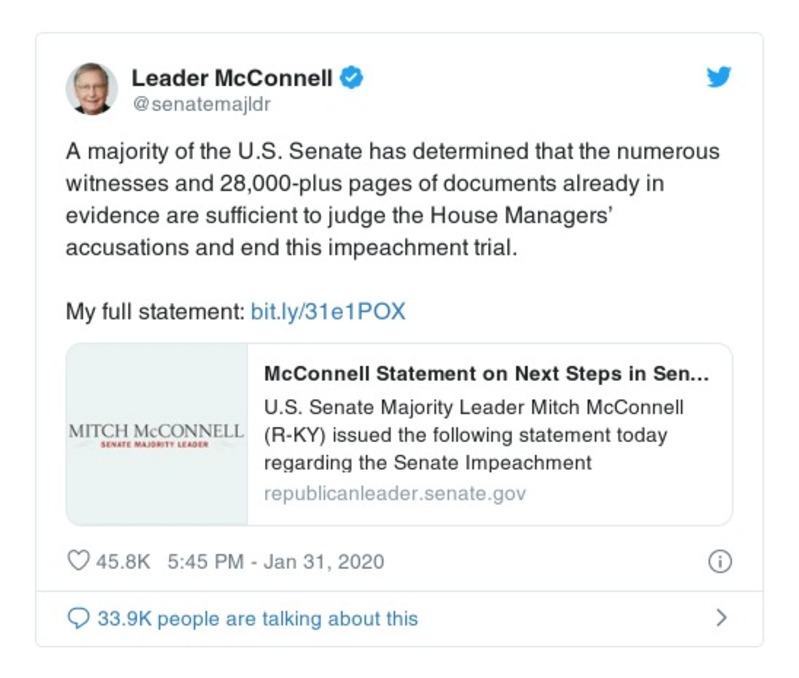 Leader McConnell
@senatemajldr
A majority of the U.S. Senate has determined that the numerous
witnesses and 28,000-plus pages of documents already in
evidence are sufficient to judge the House Managers’
accusations and end this impeachment trial.
My full statement: bit.ly/31e1POX
MITCH McCONNELL
SENATE MAJORITY LEADER
McConnell Statement on Next Steps in Sen...
U.S. Senate Majority Leader Mitch McConnell
(R-KY) issued the following statement today
regarding the Senate Impeachment
republicanleader.senate.gov
45.8K 5:45 PM - Jan 31, 2020
33.9K people are talking about this